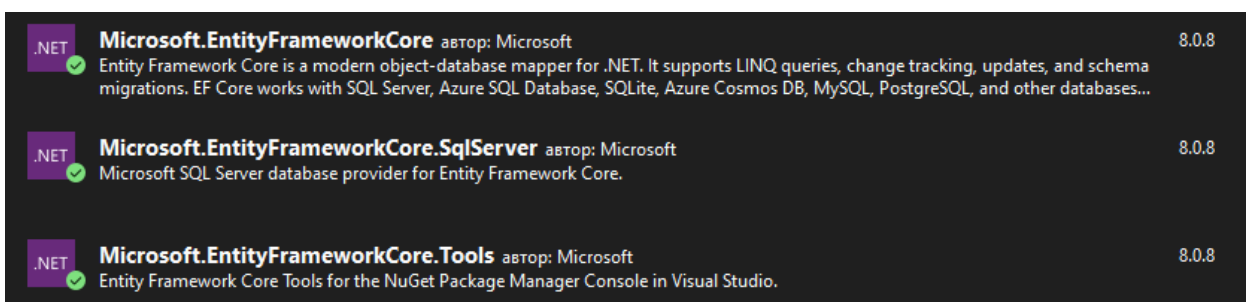 .NET
Microsoft.EntityFrameworkCore автор: Microsoft 8.0.8
Entity Framework Core is a modern object-database mapper for .NET. It supports LINQ queries, change tracking, updates, and schema
migrations. EF Core works with SQL Server, Azure SQL Database, SQLite, Azure Cosmos DB, MySQL, PostgreSQL, and other databases...
.NET
Microsoft.EntityFrameworkCore.SqlServer автор: Microsoft 8.0.8
Microsoft SQL Server database provider for Entity Framework Core.
.NET
Microsoft.EntityFrameworkCore.Tools автор: Microsoft 8.0.8
Entity Framework Core Tools for the NuGet Package Manager Console in Visual Studio.